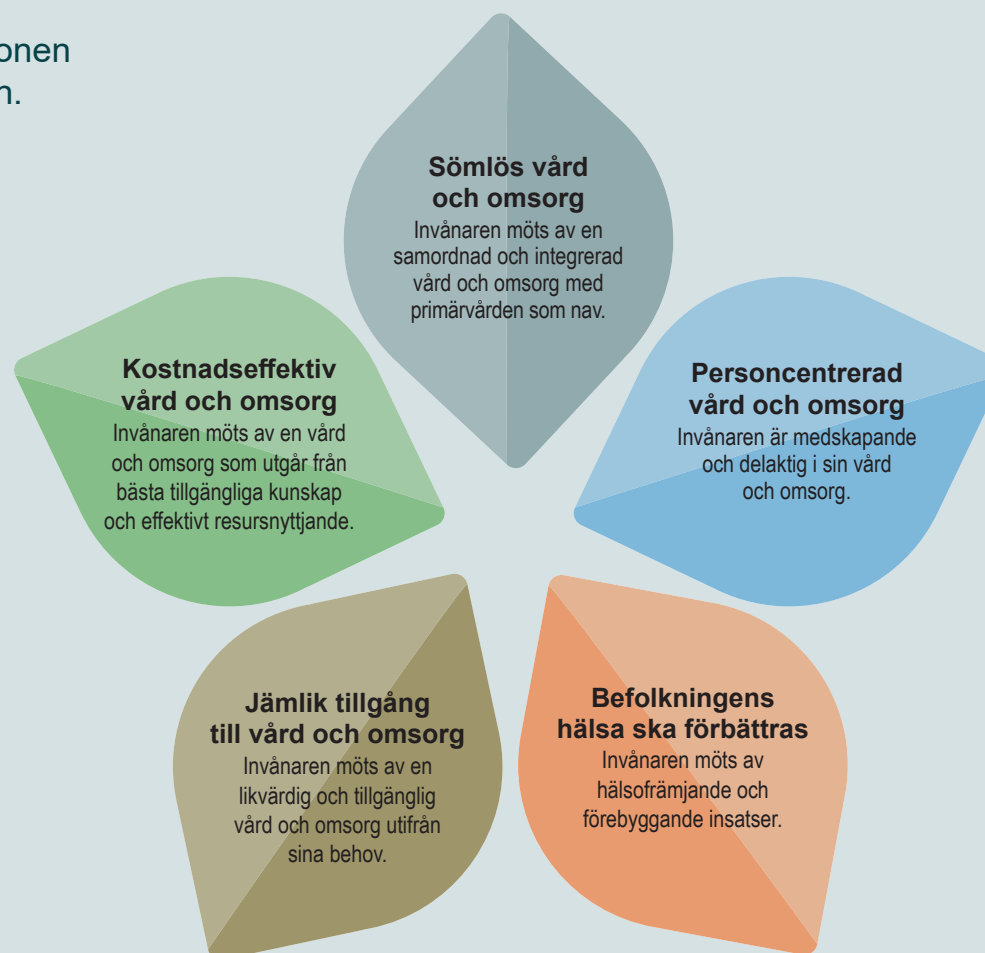 Sömlös vård
och omsorg
Invånaren möts av en
samordnad och integrerad
vård och omsorg med
primärvården som nav.
Kostnadseffektiv
vård och omsorg
Invånaren möts av en vård
och omsorg som utgår från
bästa tillgängliga kunskap
och effektivt resursnyttjande.
Personcentrerad
vård och omsorg
Invånaren är medskapande
och delaktig i sin vård
och omsorg.
Jämlik tillgång
till vård och omsorg
Invånaren möts av en
likvärdig och tillgänglig
vård och omsorg utifrån
sina behov.
Befolkningens
hälsa ska förbättras
Invånaren möts av
hälsofrämjande och
förebyggande insatser.